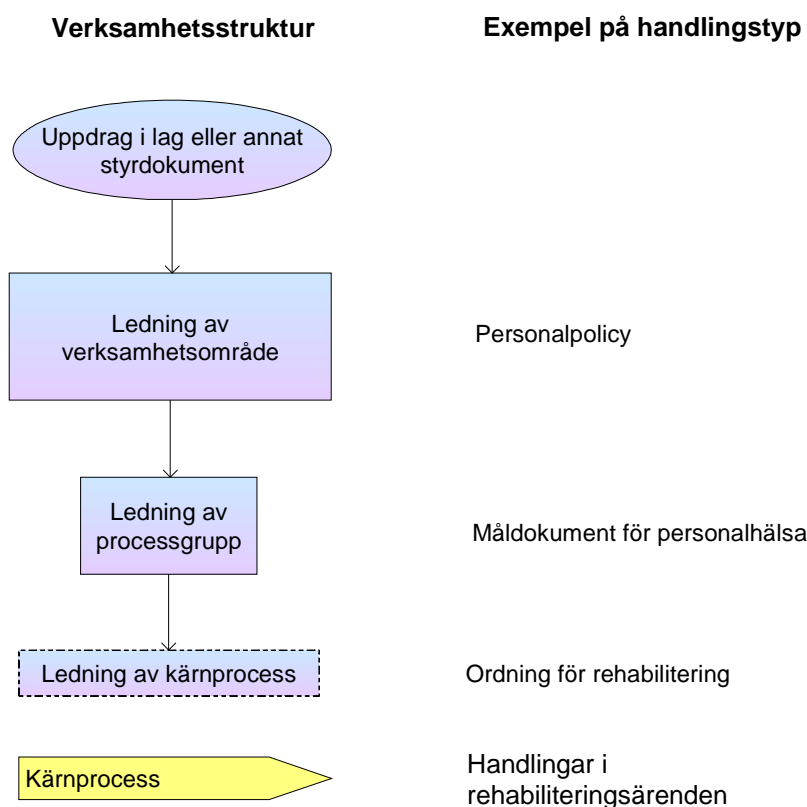 Verksamhetsstruktur
Exempel på handlingstyp
Uppdrag i lag eller annat
styrdokument
Ledning av
verksamhetsområde
Personalpolicy
Ledning av
processgrupp
Måldokument för personalhälsa
Ledning av kärnprocess
Ordning för rehabilitering
Kärnprocess
Handlingar i
rehabiliteringsärenden